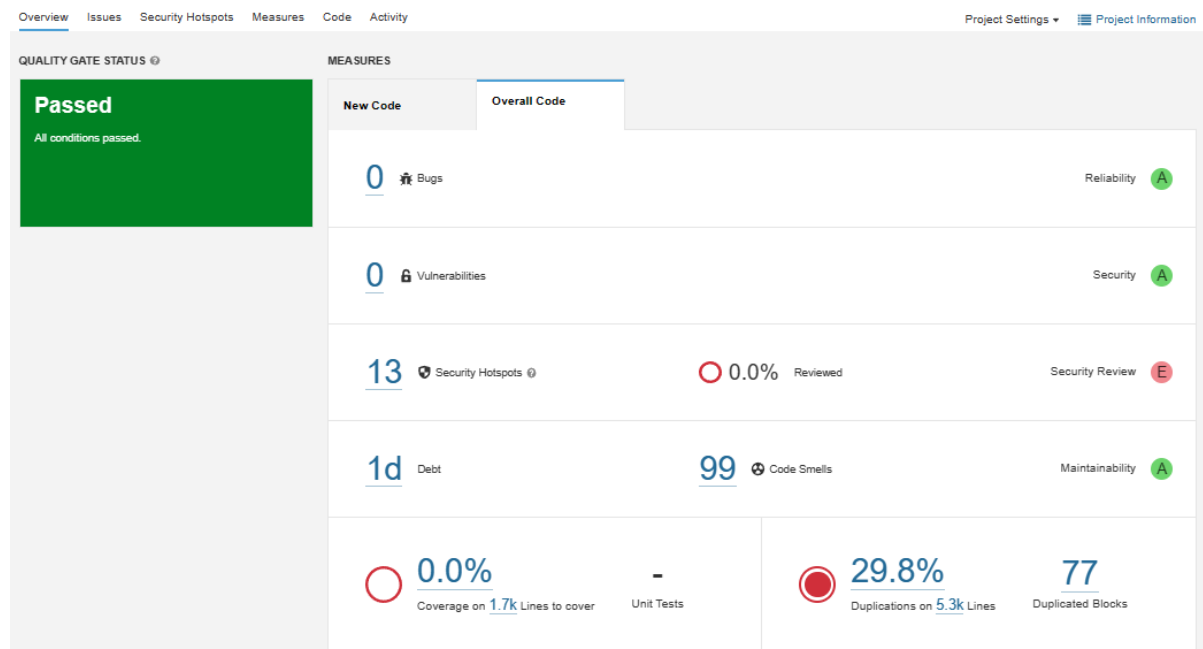 Overview Issues Security Hotspots Measures Code Activity Project Settings Project Information
QUALITY GATE STATUS
MEASURES
Passed
All conditions passed.
New Code
Overall Code
0 Bugs Reliability A
0 Vulnerabilities Security A
13 Security Hotspots 0.0% Reviewed Security Review E
1d Debt 99 Code Smells Maintainability A
0.0%
Coverage on 1.7k Lines to cover
-
Unit Tests
29.8%
Duplications on 5.3k Lines
77
Duplicated Blocks